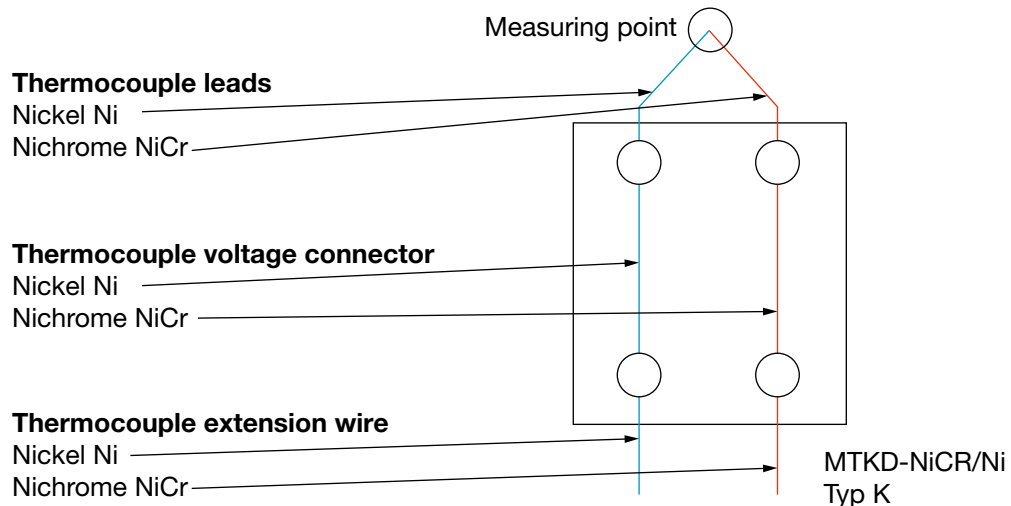 Measuring point
Thermocouple leads
Nickel Ni
Nichrome NiCr
Thermocouple voltage connector
Nickel Ni
Nichrome NiCr
Thermocouple extension wire
Nickel Ni
Nichrome NiCr
MTKD-NiCR/Ni
Typ K